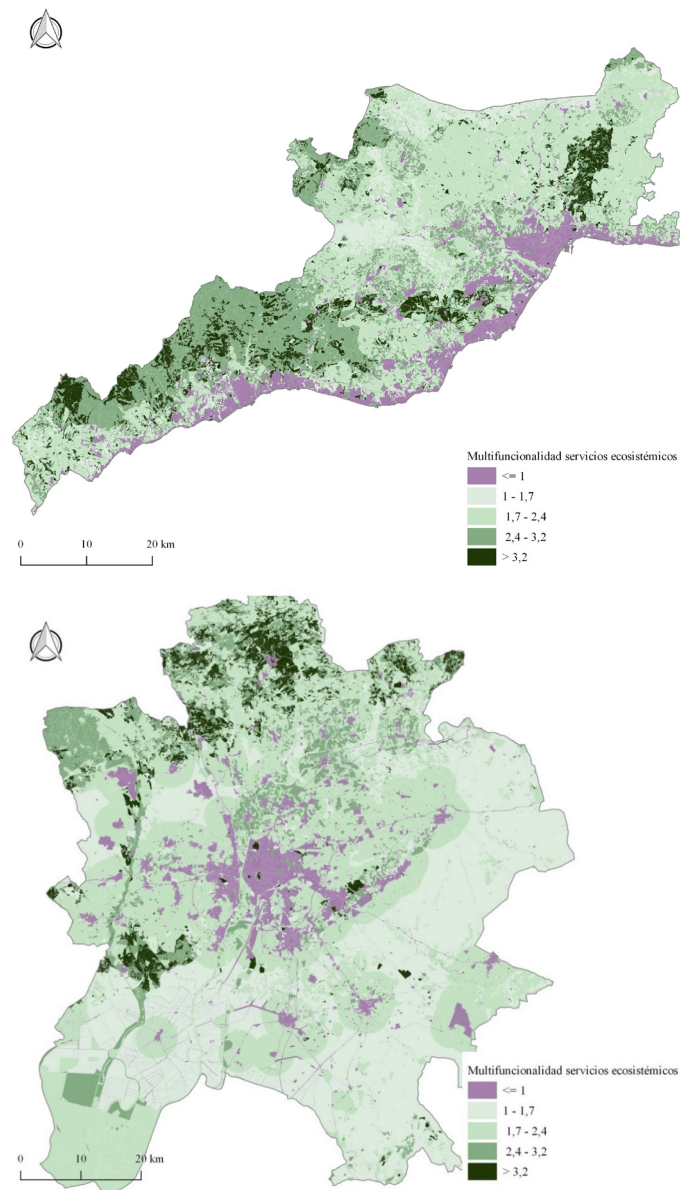 Multifuncionalidad servicios ecosistémicos
<= 1
1 - 1,7
1,7 - 2,4
2,4 - 3,2
> 3,2
0 10 20 km
Multifuncionalidad servicios ecosistémicos
<= 1
1 - 1,7
1,7 - 2,4
2,4 - 3,2
> 3,2
0 10 20 km